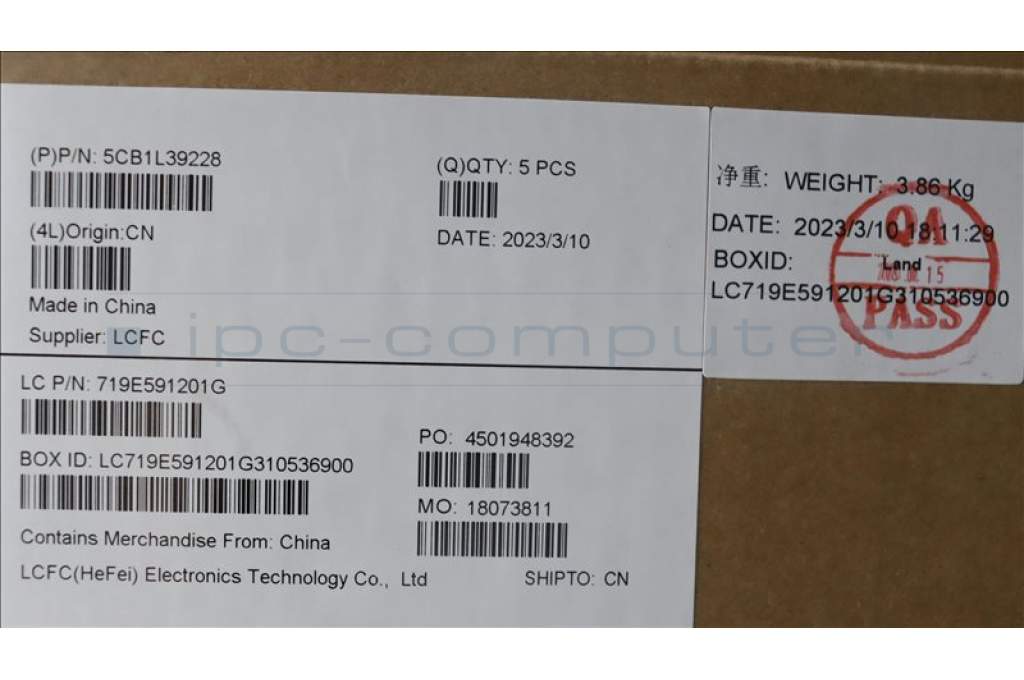 (P)P/N: 5CB1L39228
(4L)Origin:CN
Made in China
Supplier: LCFC
(Q)QTY: 5 PCS
DATE: 2023/3/10
LC P/N: 719E591201G
BOX ID: LC719E591201G310536900
Contains Merchandise From: China
LCFC(HeFei) Electronics Technology Co., Ltd
PO: 4501948392
MO: 18073811
SHIPTO: CN
净重: WEIGHT: 3.86 Kg
DATE: 2023/3/10 18:11:29
BOXID:
LC719E591201G310536900
QA
Land
15
PASS
ipc-computer